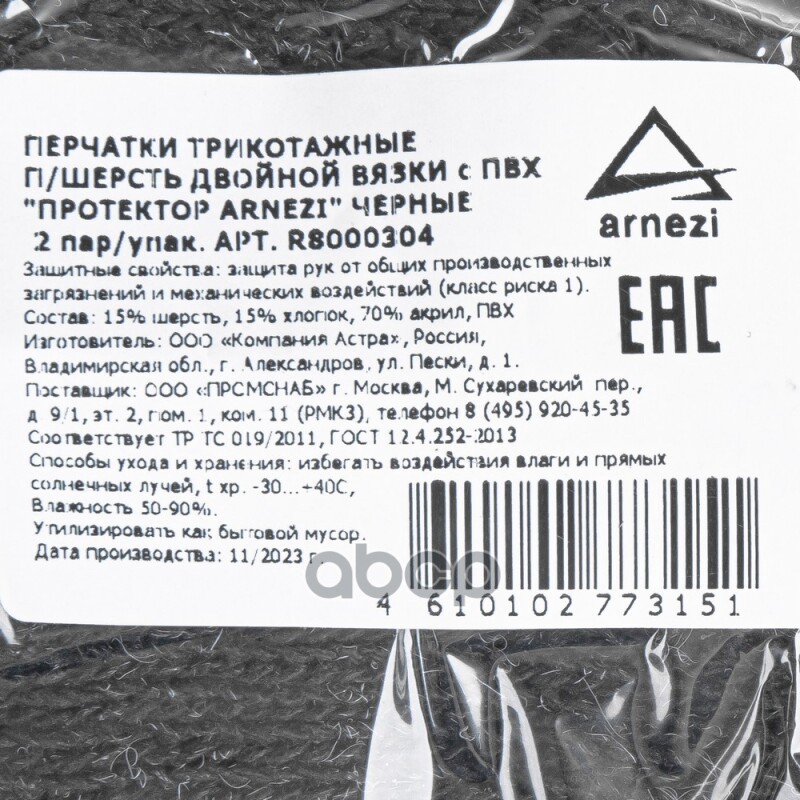 ПЕРЧАТКИ ТРИКОТАЖНЫЕ
П/ШЕРСТЬ ДВОЙНОЙ ВЯЗКИ с ПВХ
"ПРОТЕКТОР ARNEZI" ЧЕРНЫЕ
2 пар/упак. АРТ. R8000304
arnezi
EAC
Защитные свойства: защита рук от общих производственных
загрязнений и механических воздействий (класс риска 1).
Состав: 15% шерсть, 15% хлопок, 70% акрил, ПВХ
Изготовитель: ООО «Компания Астра», Россия,
Владимирская обл., г. Александров, ул. Пески, д. 1.
Поставщик: ООО «ПРОМСНАБ» г. Москва, М. Сухаревский пер.,
д. 9/1, эт. 2, пом. 1, ком. 11 (РМК3), телефон 8 (495) 920-45-35
Соответствует ТР ТС 019/2011, ГОСТ 12.4.252-2013
Способы ухода и хранения: избегать воздействия влаги и прямых
солнечных лучей, t хр. -30...+40С,
Влажность 50-90%.
Утилизировать как бытовой мусор.
Дата производства: 11/2023 г.
abcp
4 610102 773151